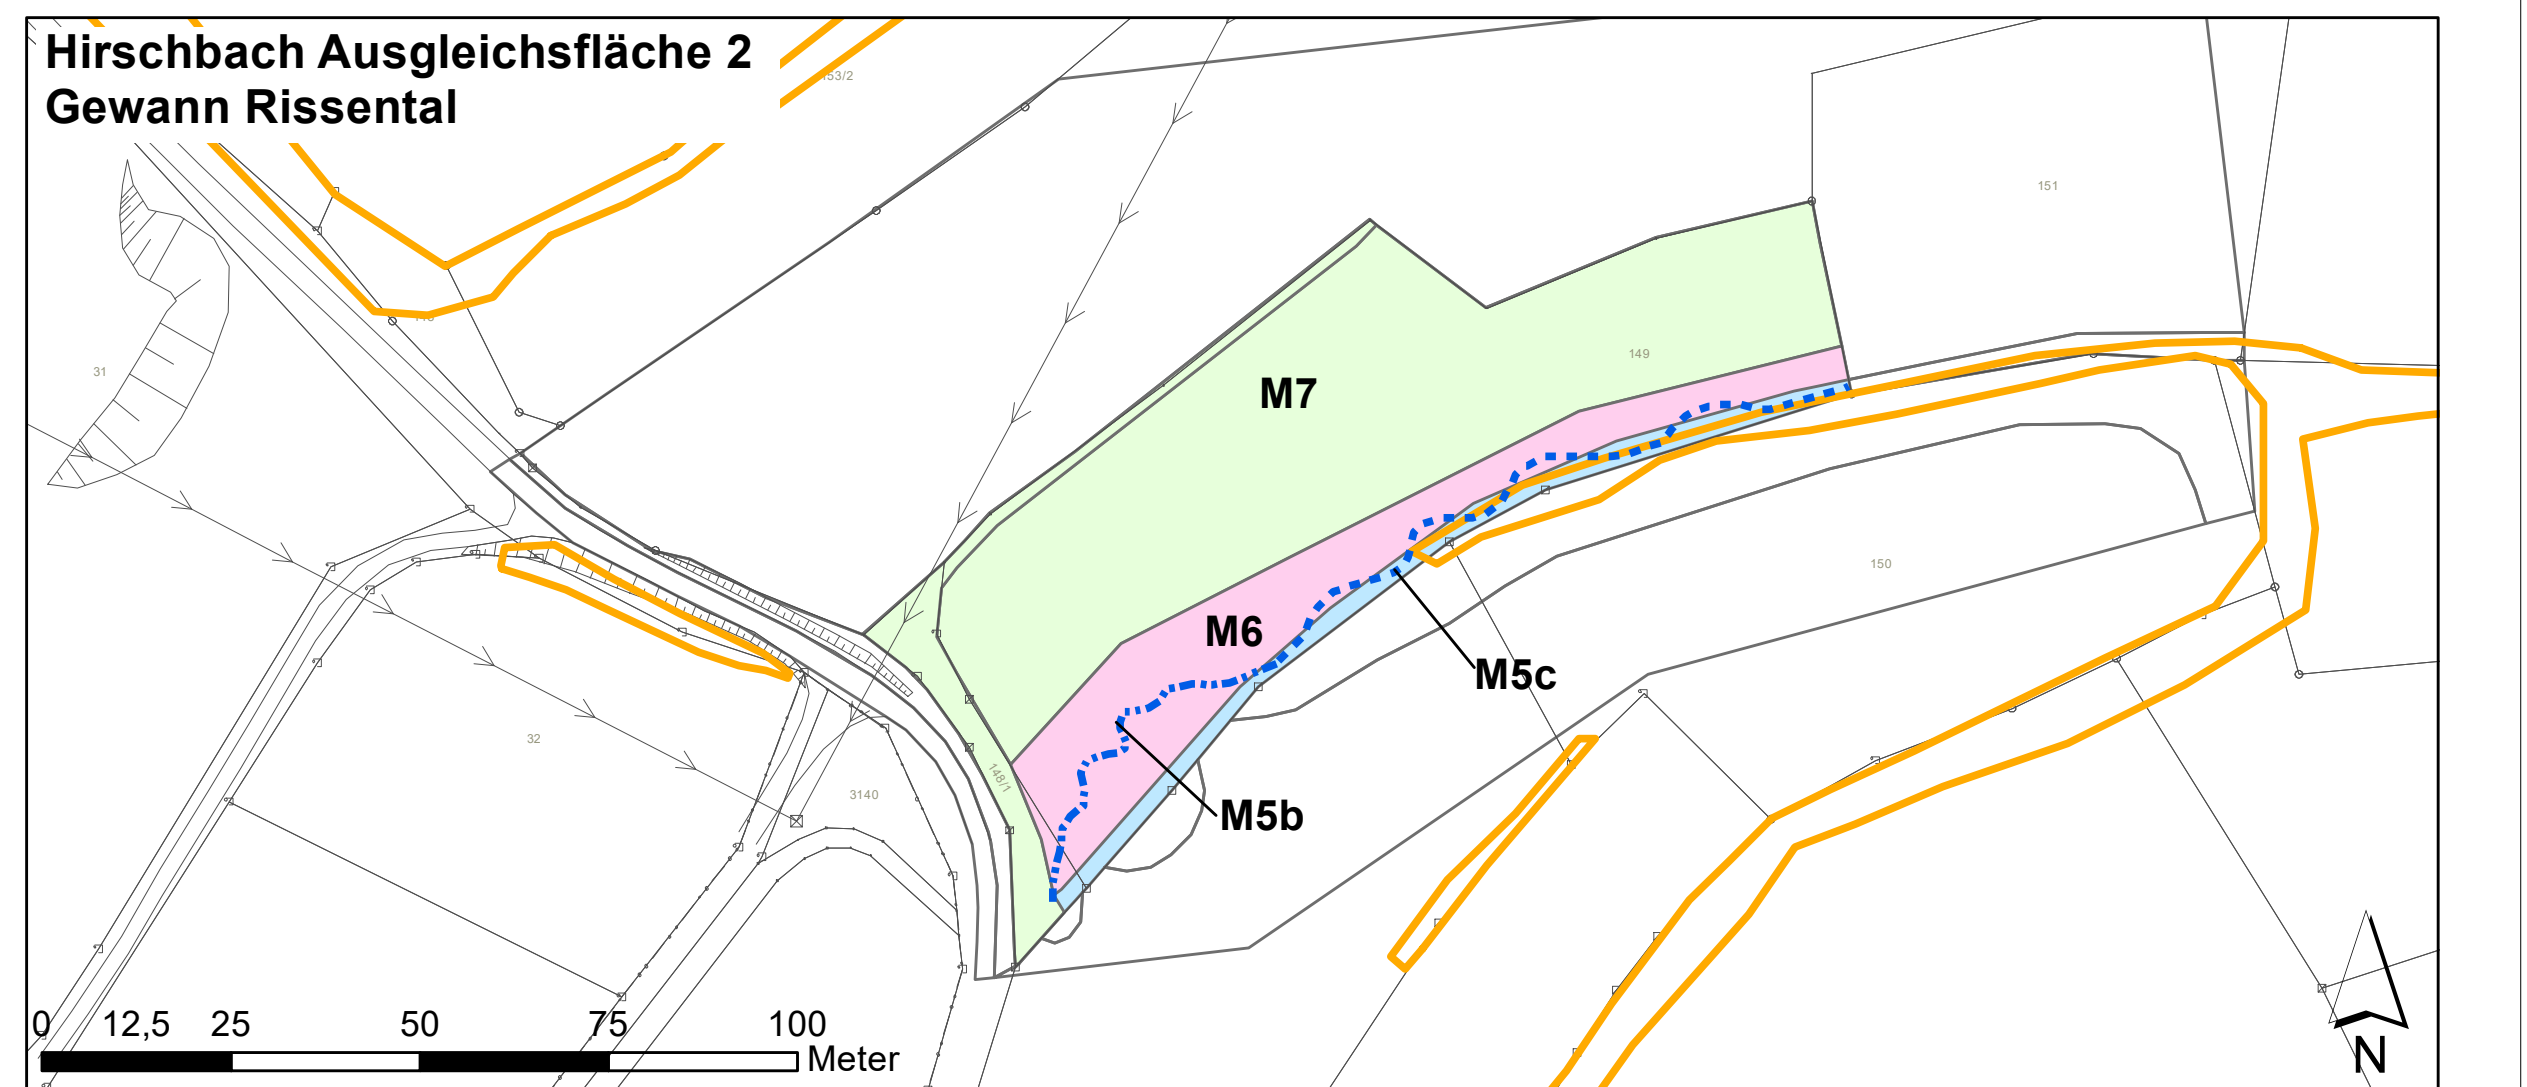 Hirschbach Ausgleichsfläche 2
Gewann Rissental
151
31
149
M7
150
M6
M5c
32
148/1
3140
M5b
0 12,5 25 50 75 100
Meter
N